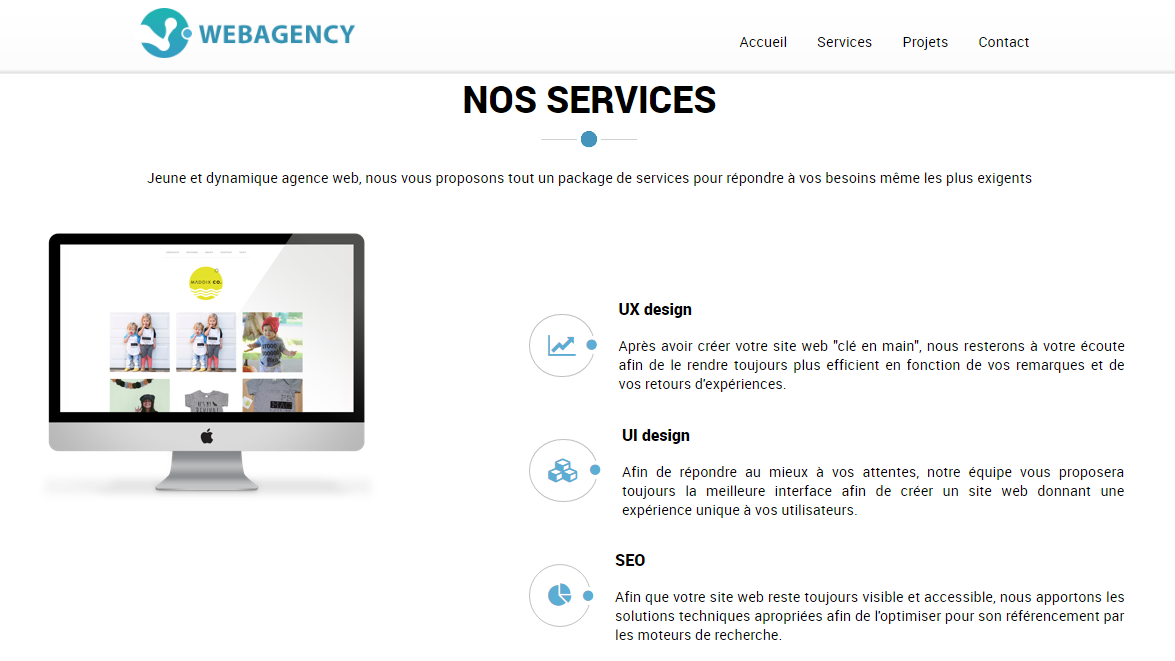 WEBAGENCY
Accueil Services Projets Contact
NOS SERVICES
Jeune et dynamique agence web, nous vous proposons tout un package de services pour répondre à vos besoins même les plus exigents
MADDIX CO.
UX design
Après avoir créer votre site web "clé en main", nous resterons à votre écoute
afin de le rendre toujours plus efficient en fonction de vos remarques et de
vos retours d'expériences.
UI design
Afin de répondre au mieux à vos attentes, notre équipe vous proposera
toujours la meilleure interface afin de créer un site web donnant une
expérience unique à vos utilisateurs.
SEO
Afin que votre site web reste toujours visible et accessible, nous apportons les
solutions techniques apropriées afin de l'optimiser pour son référencement par
les moteurs de recherche.